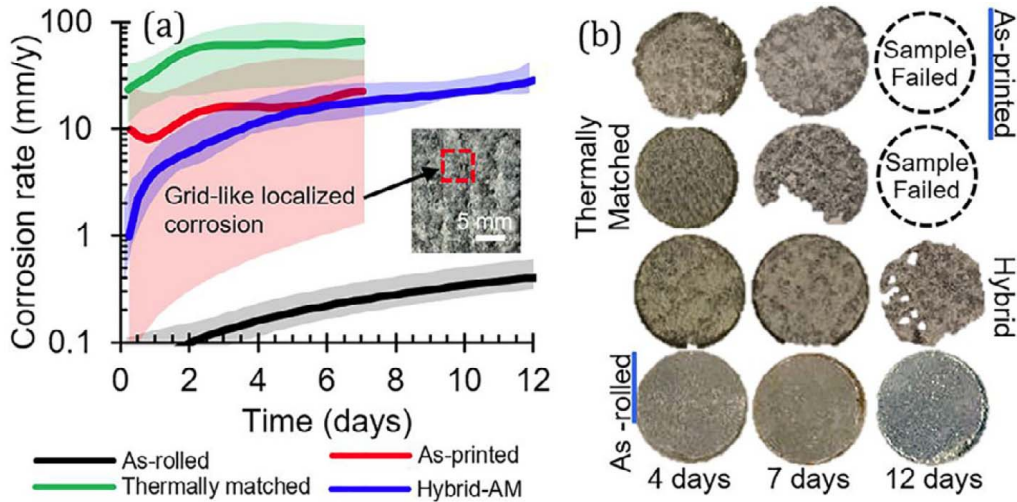 (a)
Corrosion rate (mm/y)
100
10
1
0.1
Grid-like localized
corrosion
5 mm
0 2 4 6 8 10 12
Time (days)
As-rolled
As-printed
Thermally matched
Hybrid-AM
(b)
Sample
Failed
As-printed
Thermally
Matched
Sample
Failed
Hybrid
As -rolled
4 days 7 days 12 days